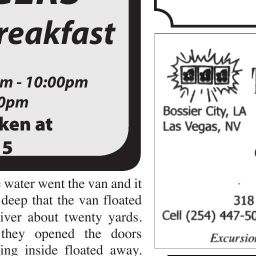 reakfast
m - 10:00pm
0pm
ken at
5
water went the van and it
deep that the van floated
iver about twenty yards.
they opened the doors
ing inside floated away.
Bossier City, LA
Las Vegas, NV
318
Cell (254) 447-50
Excursion